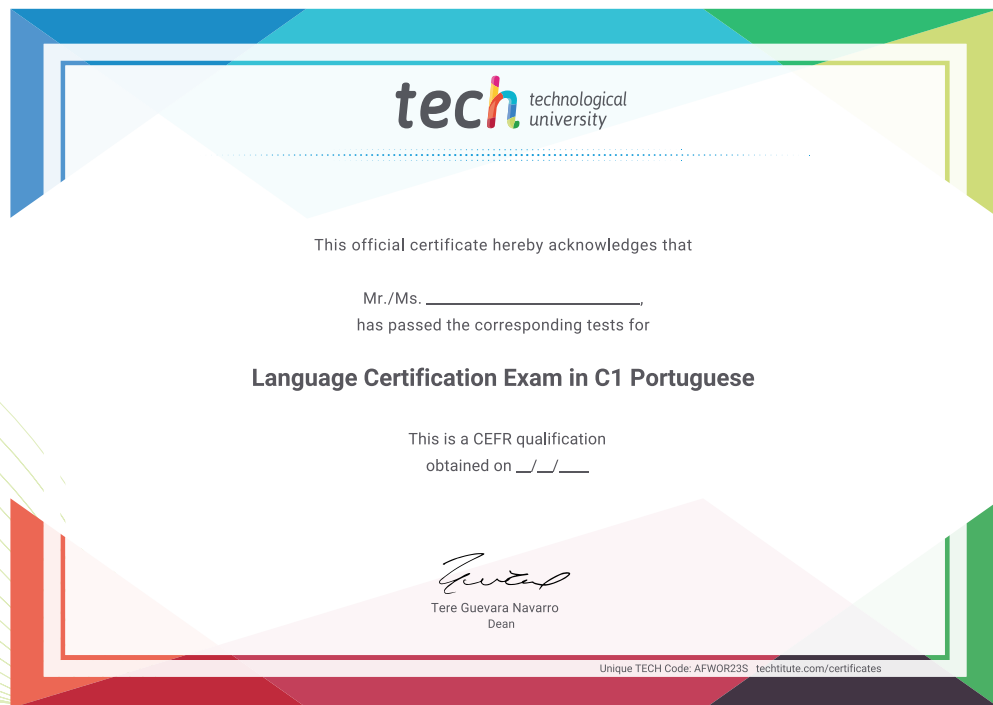 tech technological
university
This official certificate hereby acknowledges that
Mr./Ms. ____________________,
has passed the corresponding tests for
Language Certification Exam in C1 Portuguese
This is a CEFR qualification
obtained on __/__/____
Tere Guevara Navarro
Dean
Unique TECH Code: AFWOR23S techtitute.com/certificates